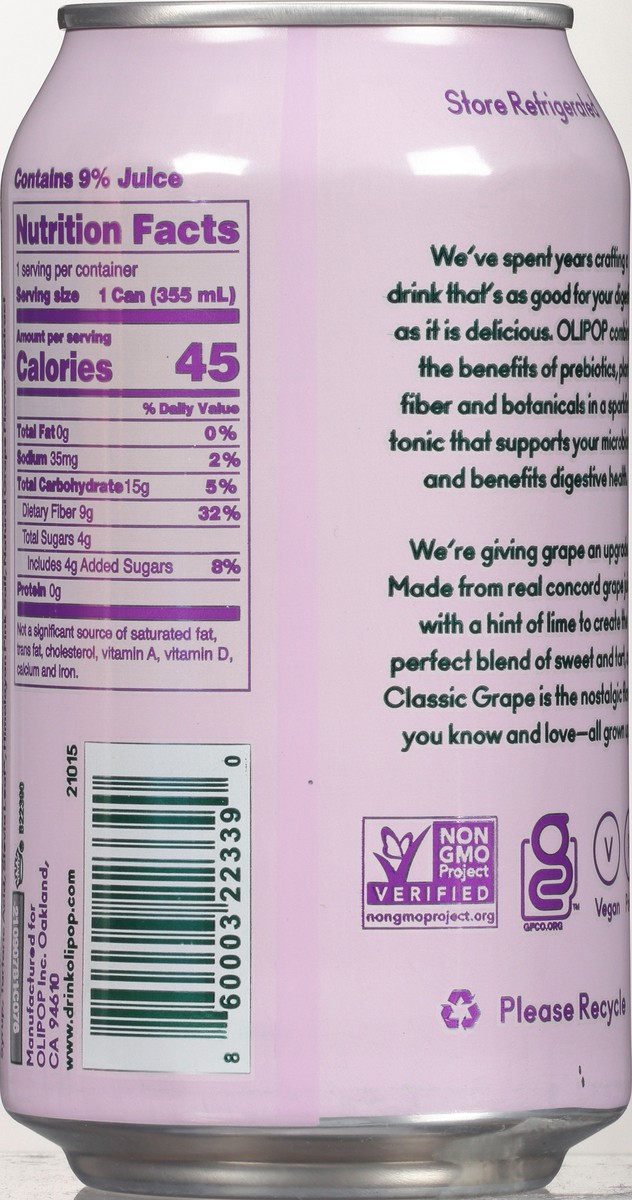 Store Refrigerated
Contains 9% Juice
Nutrition Facts
1 serving per container
Serving size 1 Can (355 mL)
Amount per serving
Calories 45
% Daily Value
Total Fat 0g 0%
Sodium 35mg 2%
Total Carbohydrate 15g 5%
Dietary Fiber 9g 32%
Total Sugars 4g
Includes 4g Added Sugars 8%
Protein 0g
Not a significant source of saturated fat,
trans fat, cholesterol, vitamin A, vitamin D,
calcium and iron.
21015
8 60003 22339 0
B22390
Manufactured for
OLIPOP Inc. Oakland,
CA 94610
www.drinkolipop.com
We've spent years crafting
drink that's as good for your
as it is delicious. OLIPOP
the benefits of prebiotics,
fiber and botanicals in a
tonic that supports your
and benefits digestive
We're giving grape an
Made from real concord grape
with a hint of lime to create the
perfect blend of sweet and tart,
Classic Grape is the nostalgic
you know and love—all grown
NON
GMO
Project
VERIFIED
nongmoproject.org
GFCO.ORG
TM
V
Vegan
Please Recycle